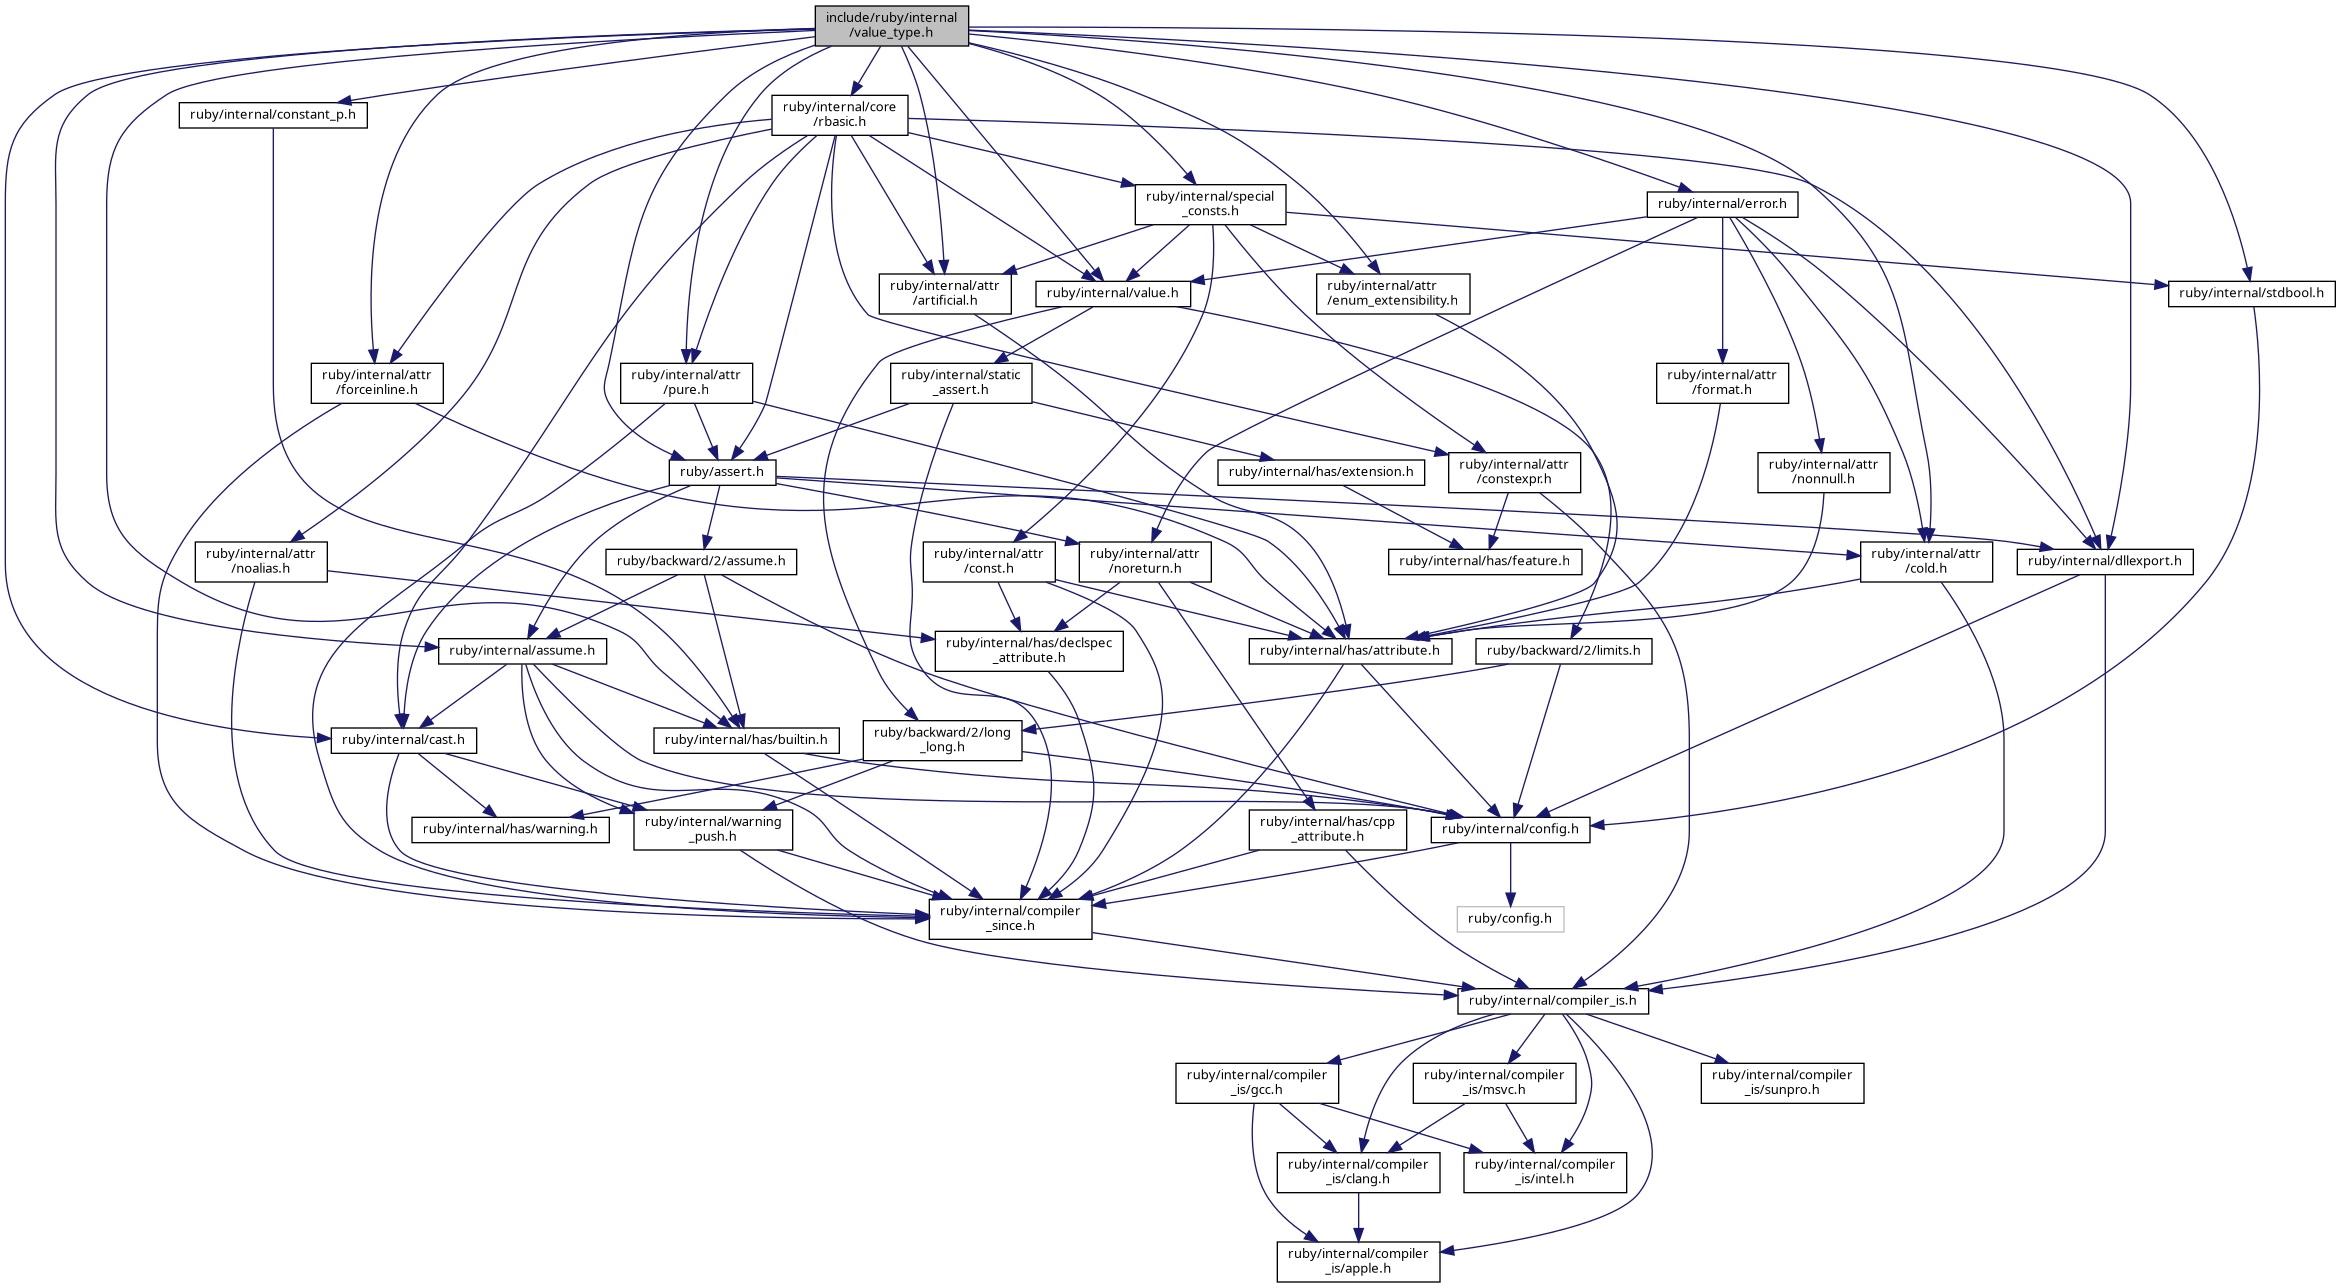 include/ruby/internal
/value_type.h
ruby/internal/core
/rbasic.h
ruby/internal/constant_p.h
ruby/internal/special
_consts.h
ruby/internal/error.h
ruby/internal/attr
/artificial.h
ruby/internal/value.h
ruby/internal/attr
/enum_extensibility.h
ruby/internal/stdbool.h
ruby/internal/attr
/forceinline.h
ruby/internal/attr
/pure.h
ruby/internal/static
_assert.h
ruby/internal/attr
/format.h
ruby/assert.h
ruby/internal/has/extension.h
ruby/internal/attr
/constexpr.h
ruby/internal/attr
/nonnull.h
ruby/internal/attr
/noalias.h
ruby/backward/2/assume.h
ruby/internal/attr
/const.h
ruby/internal/attr
/noreturn.h
ruby/internal/has/feature.h
ruby/internal/attr
/cold.h
ruby/internal/dllexport.h
ruby/internal/assume.h
ruby/internal/has/declspec
_attribute.h
ruby/internal/has/attribute.h
ruby/backward/2/limits.h
ruby/internal/cast.h
ruby/internal/has/builtin.h
ruby/backward/2/long
_long.h
ruby/internal/has/warning.h
ruby/internal/warning
_push.h
ruby/internal/has/cpp
_attribute.h
ruby/internal/config.h
ruby/internal/compiler
_since.h
ruby/config.h
ruby/internal/compiler_is.h
ruby/internal/compiler
_is/gcc.h
ruby/internal/compiler
_is/msvc.h
ruby/internal/compiler
_is/sunpro.h
ruby/internal/compiler
_is/clang.h
ruby/internal/compiler
_is/intel.h
ruby/internal/compiler
_is/apple.h